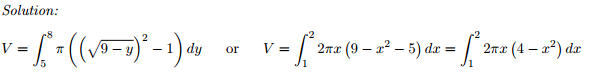 Solution:
V = ∫_5^8 π ((√(9 − y))^2 − 1) dy or V = ∫_1^2 2πx (9 − x^2 − 5) dx = ∫_1^2 2πx (4 − x^2) dx